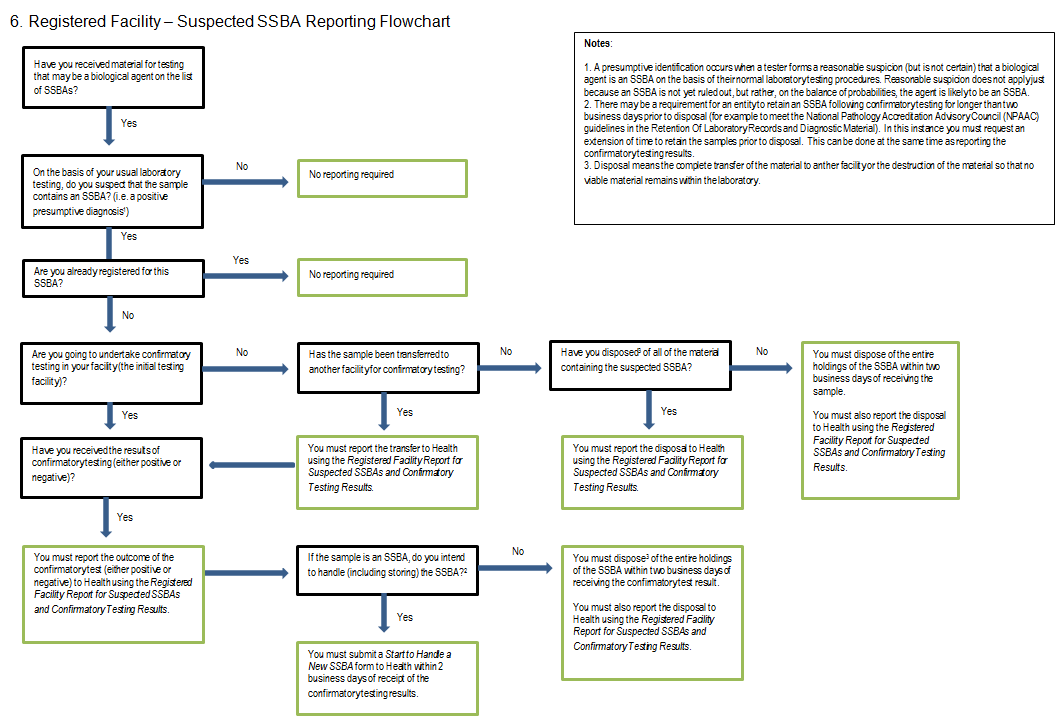 6. Registered Facility – Suspected SSBA Reporting Flowchart
Notes:
1. A presumptive identification occurs when a tester forms a reasonable suspicion (but is not certain) that a biological
agent is an SSBA on the basis of their normal laboratory testing procedures. Reasonable suspicion does not apply just
because an SSBA is not yet ruled out, but rather, on the balance of probabilities, the agent is likely to be an SSBA.
2. There may be a requirement for an entity to retain an SSBA following confirmatory testing for longer than two
business days prior to disposal (for example to meet the National Pathology Accreditation Advisory Council (NPAAC)
guidelines in the Retention Of Laboratory Records and Diagnostic Material). In this instance you must request an
extension of time to retain the samples prior to disposal. This can be done at the same time as reporting the
confirmatory testing results.
3. Disposal means the complete transfer of the material to anther facility or the destruction of the material so that no
viable material remains within the laboratory.
Have you received material for testing
that may be a biological agent on the list
of SSBAs?
Yes
On the basis of your usual laboratory
testing, do you suspect that the sample
contains an SSBA? (i.e. a positive
presumptive diagnosis¹)
No
No reporting required
Yes
Are you already registered for this
SSBA?
Yes
No reporting required
No
Are you going to undertake confirmatory
testing in your facility (the initial testing
facility)?
No
Has the sample been transferred to
another facility for confirmatory testing?
No
Have you disposed³ of all of the material
containing the suspected SSBA?
No
You must dispose of the entire
holdings of the SSBA within two
business days of receiving the
sample.
You must also report the disposal
to Health using the Registered
Facility Report for Suspected
SSBAs and Confirmatory Testing
Results.
Yes
Yes
Yes
Have you received the results of
confirmatory testing (either positive or
negative)?
You must report the transfer to Health
using the Registered Facility Report for
Suspected SSBAs and Confirmatory
Testing Results.
You must report the disposal to Health
using the Registered Facility Report for
Suspected SSBAs and Confirmatory
Testing Results.
Yes
You must report the outcome of the
confirmatory test (either positive or
negative) to Health using the Registered
Facility Report for Suspected SSBAs
and Confirmatory Testing Results.
If the sample is an SSBA, do you intend
to handle (including storing) the SSBA?²
No
You must dispose³ of the entire holdings
of the SSBA within two business days of
receiving the confirmatory test result.
You must also report the disposal to
Health using the Registered Facility
Report for Suspected SSBAs and
Confirmatory Testing Results.
Yes
You must submit a Start to Handle a
New SSBA form to Health within 2
business days of receipt of the
confirmatory testing results.